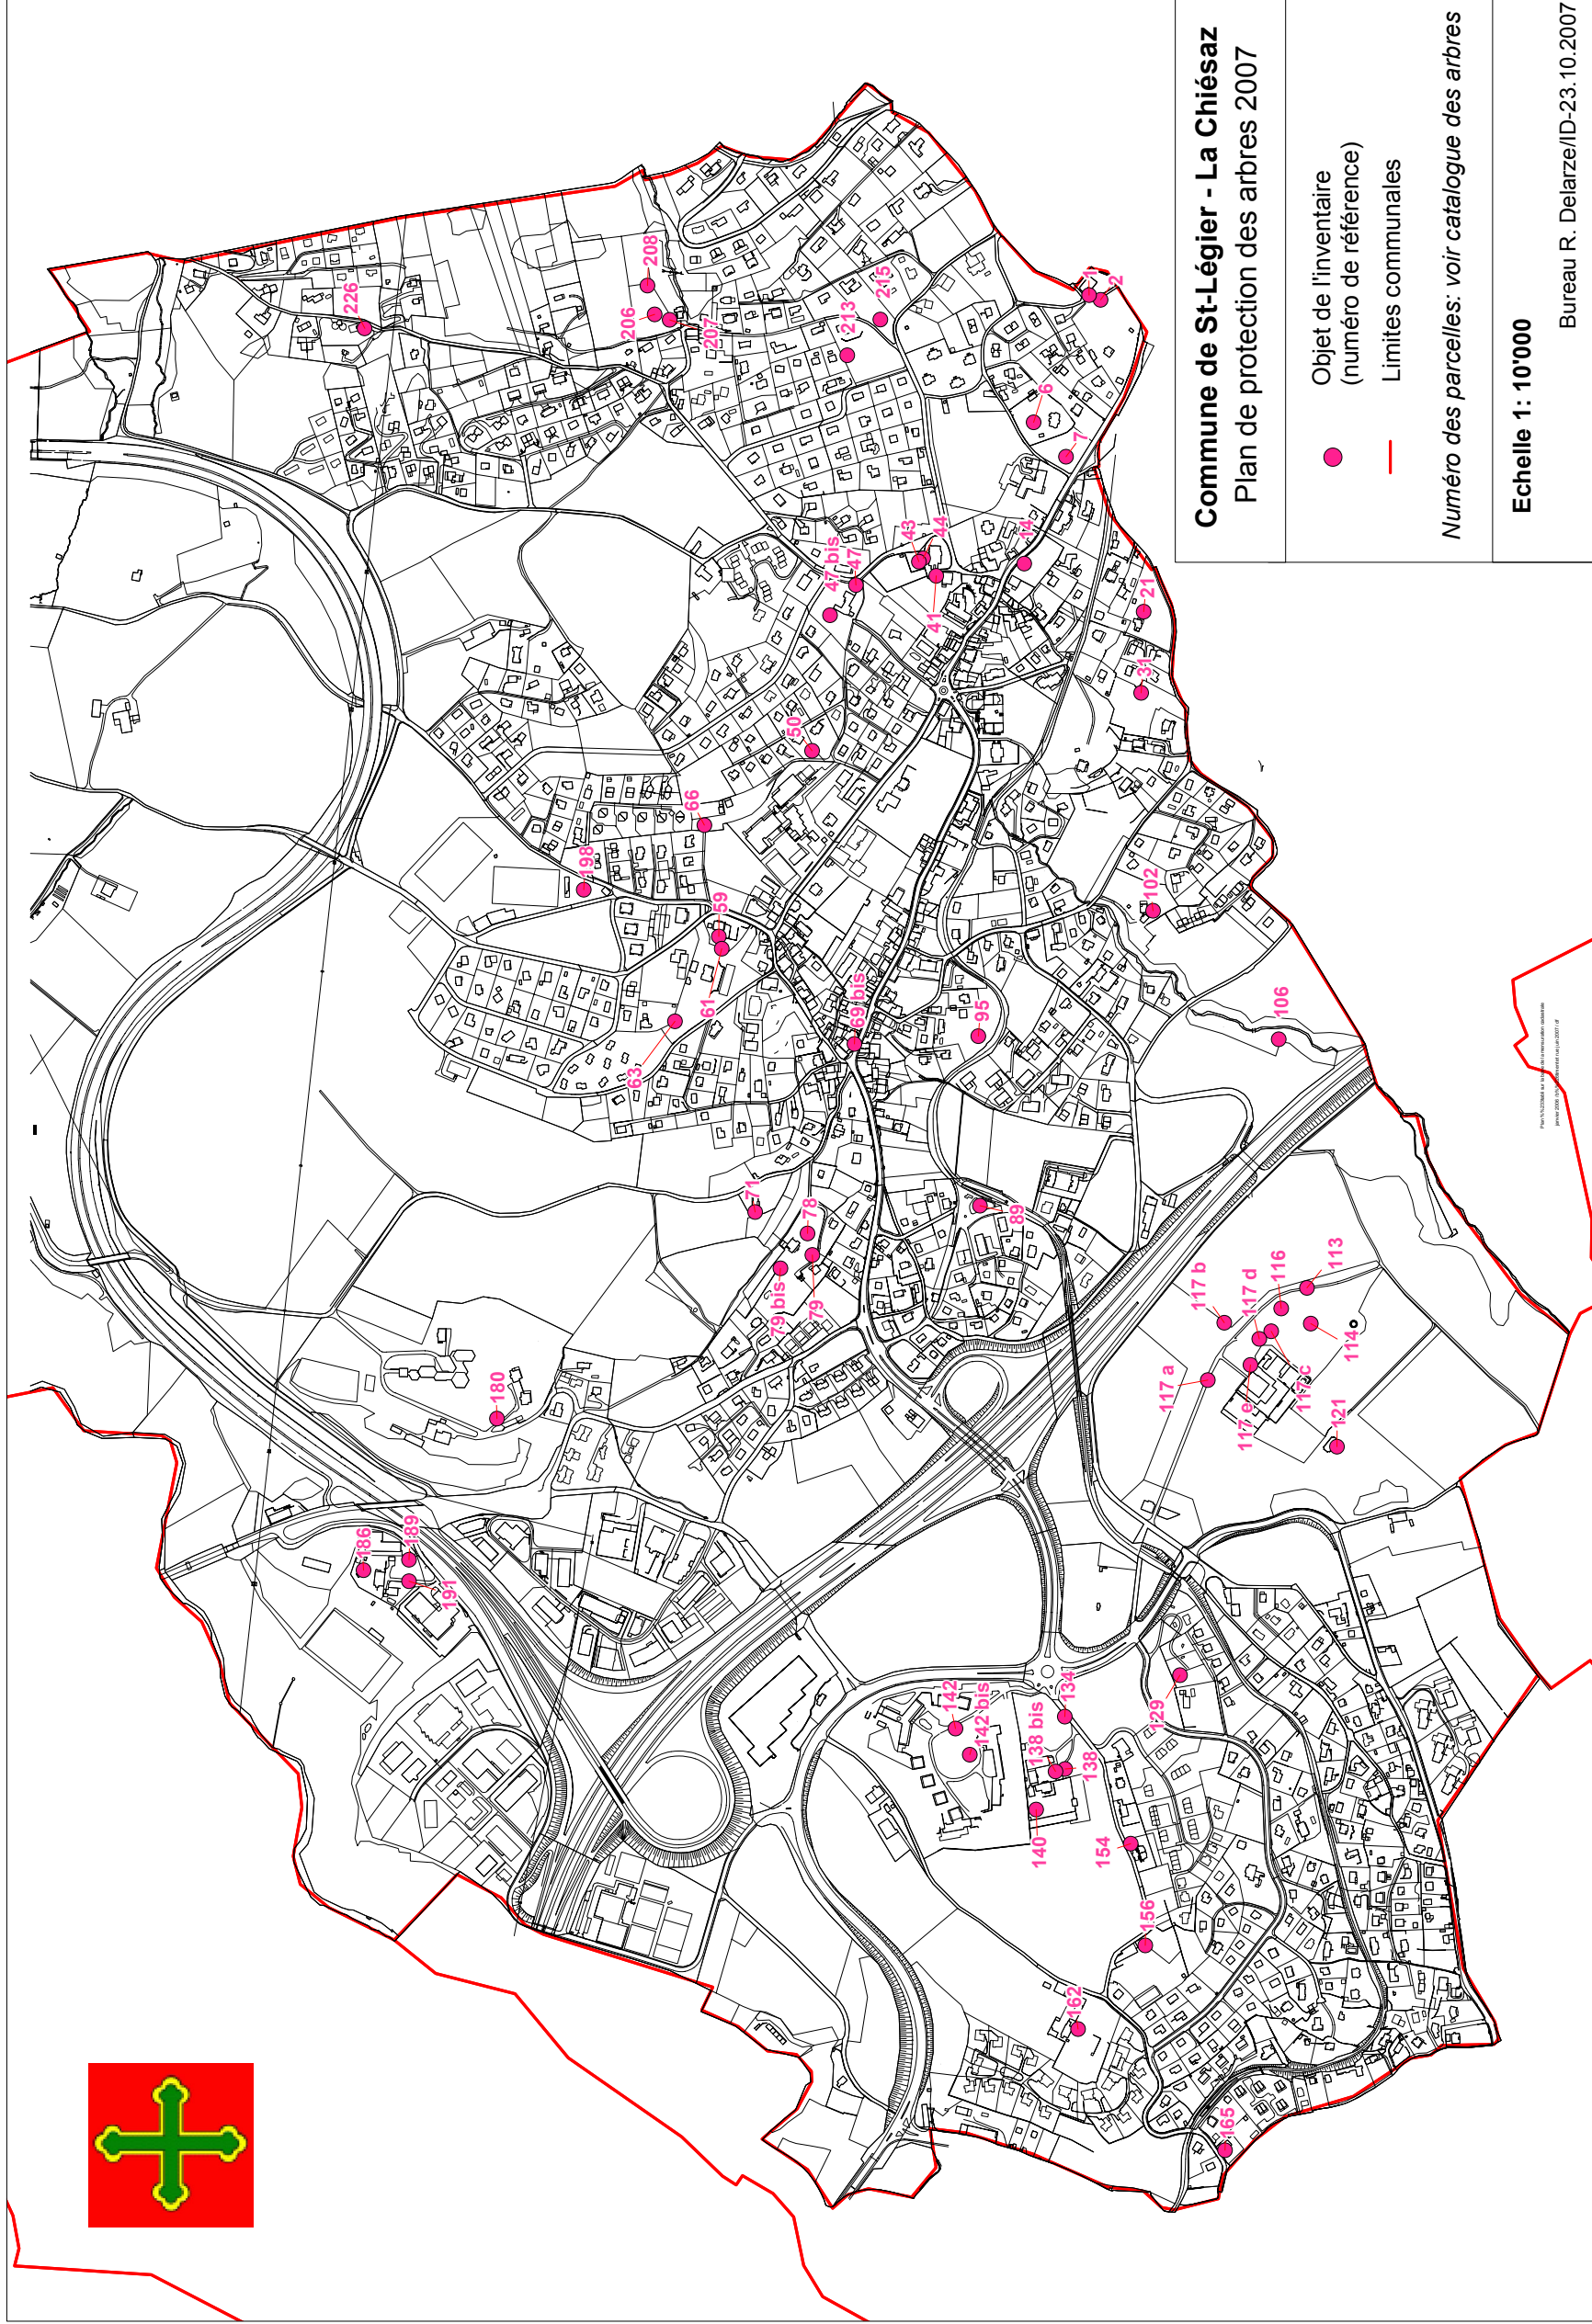 Commune de St-Légier - La Chiésaz
Plan de protection des arbres 2007
Objet de l'inventaire
(numéro de référence)
Limites communales
Numéro des parcelles: voir catalogue des arbres
Echelle 1: 10'000
Bureau R. Delarze/ID-23.10.2007
165
162
156
154
140
138
138 bis
134
142 bis
142
129
191
186
189
180
121
117 e
117 a
117 c
117 d
117 b
114
116
113
79 bis
79
78
71
89
63
61
59
69 bis
95
106
102
198
66
50
31
21
47 bis
47
41
43
44
14
7
6
213
215
1
2
226
206
207
208